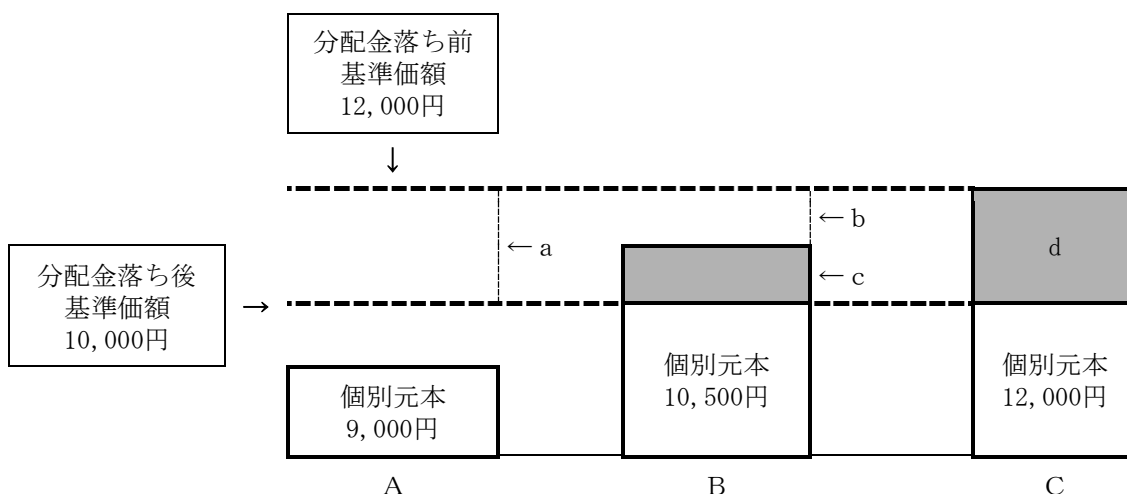 分配金落ち前
基準価額
12,000円
↓
←b
←a
d
分配金落ち後
基準価額
10,000円
→
←c
個別元本
9,000円
個別元本
10,500円
個別元本
12,000円
A
B
C